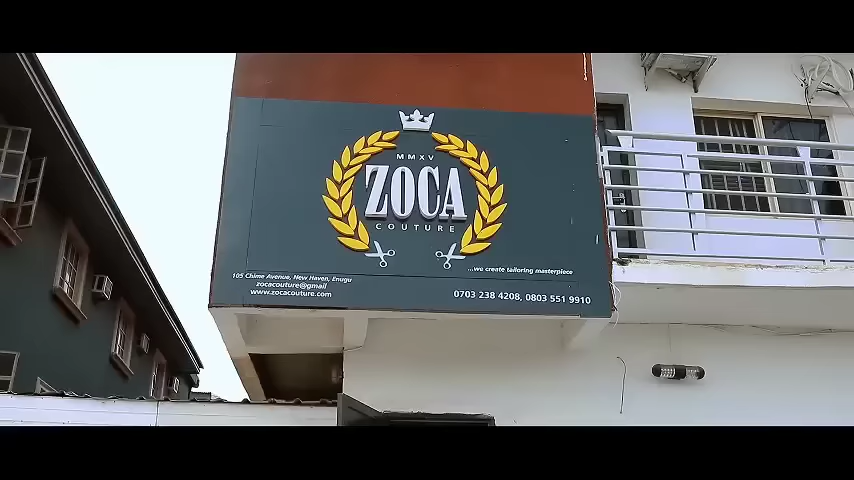 MMXV
ZOCA
COUTURE
...we create tailoring masterpiece
105 Chime Avenue, New Haven, Enugu
zocacouture@gmail
www.zocacouture.com
0703 238 4208, 0803 551 9910